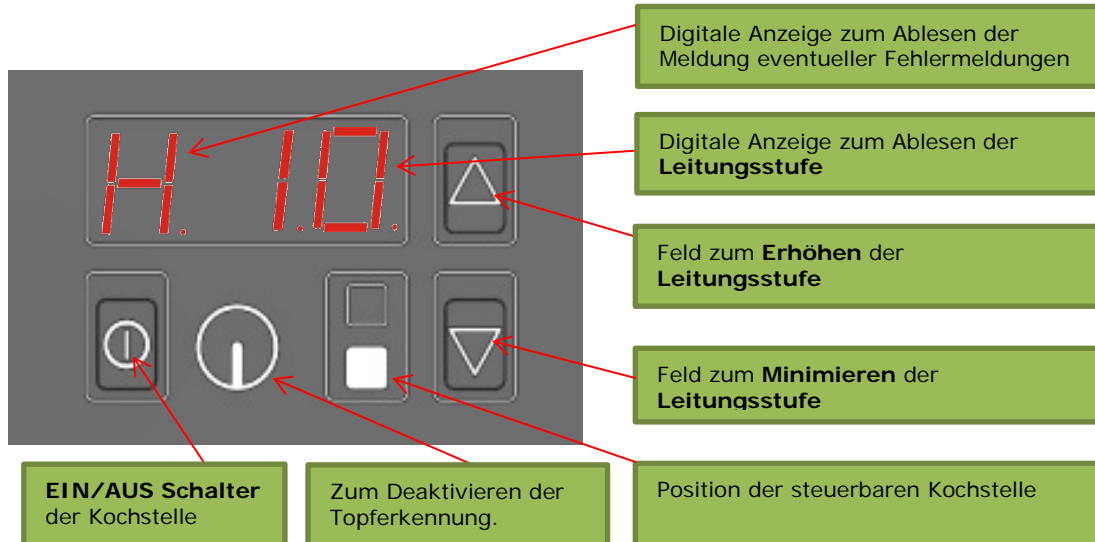 Digitale Anzeige zum Ablesen der
Meldung eventueller Fehlermeldungen
H. 1.0.
Digitale Anzeige zum Ablesen der
Leitungsstufe
Feld zum Erhöhen der
Leitungsstufe
Feld zum Minimieren der
Leitungsstufe
EIN/AUS Schalter
der Kochstelle
Zum Deaktivieren der
Topferkennung.
Position der steuerbaren Kochstelle